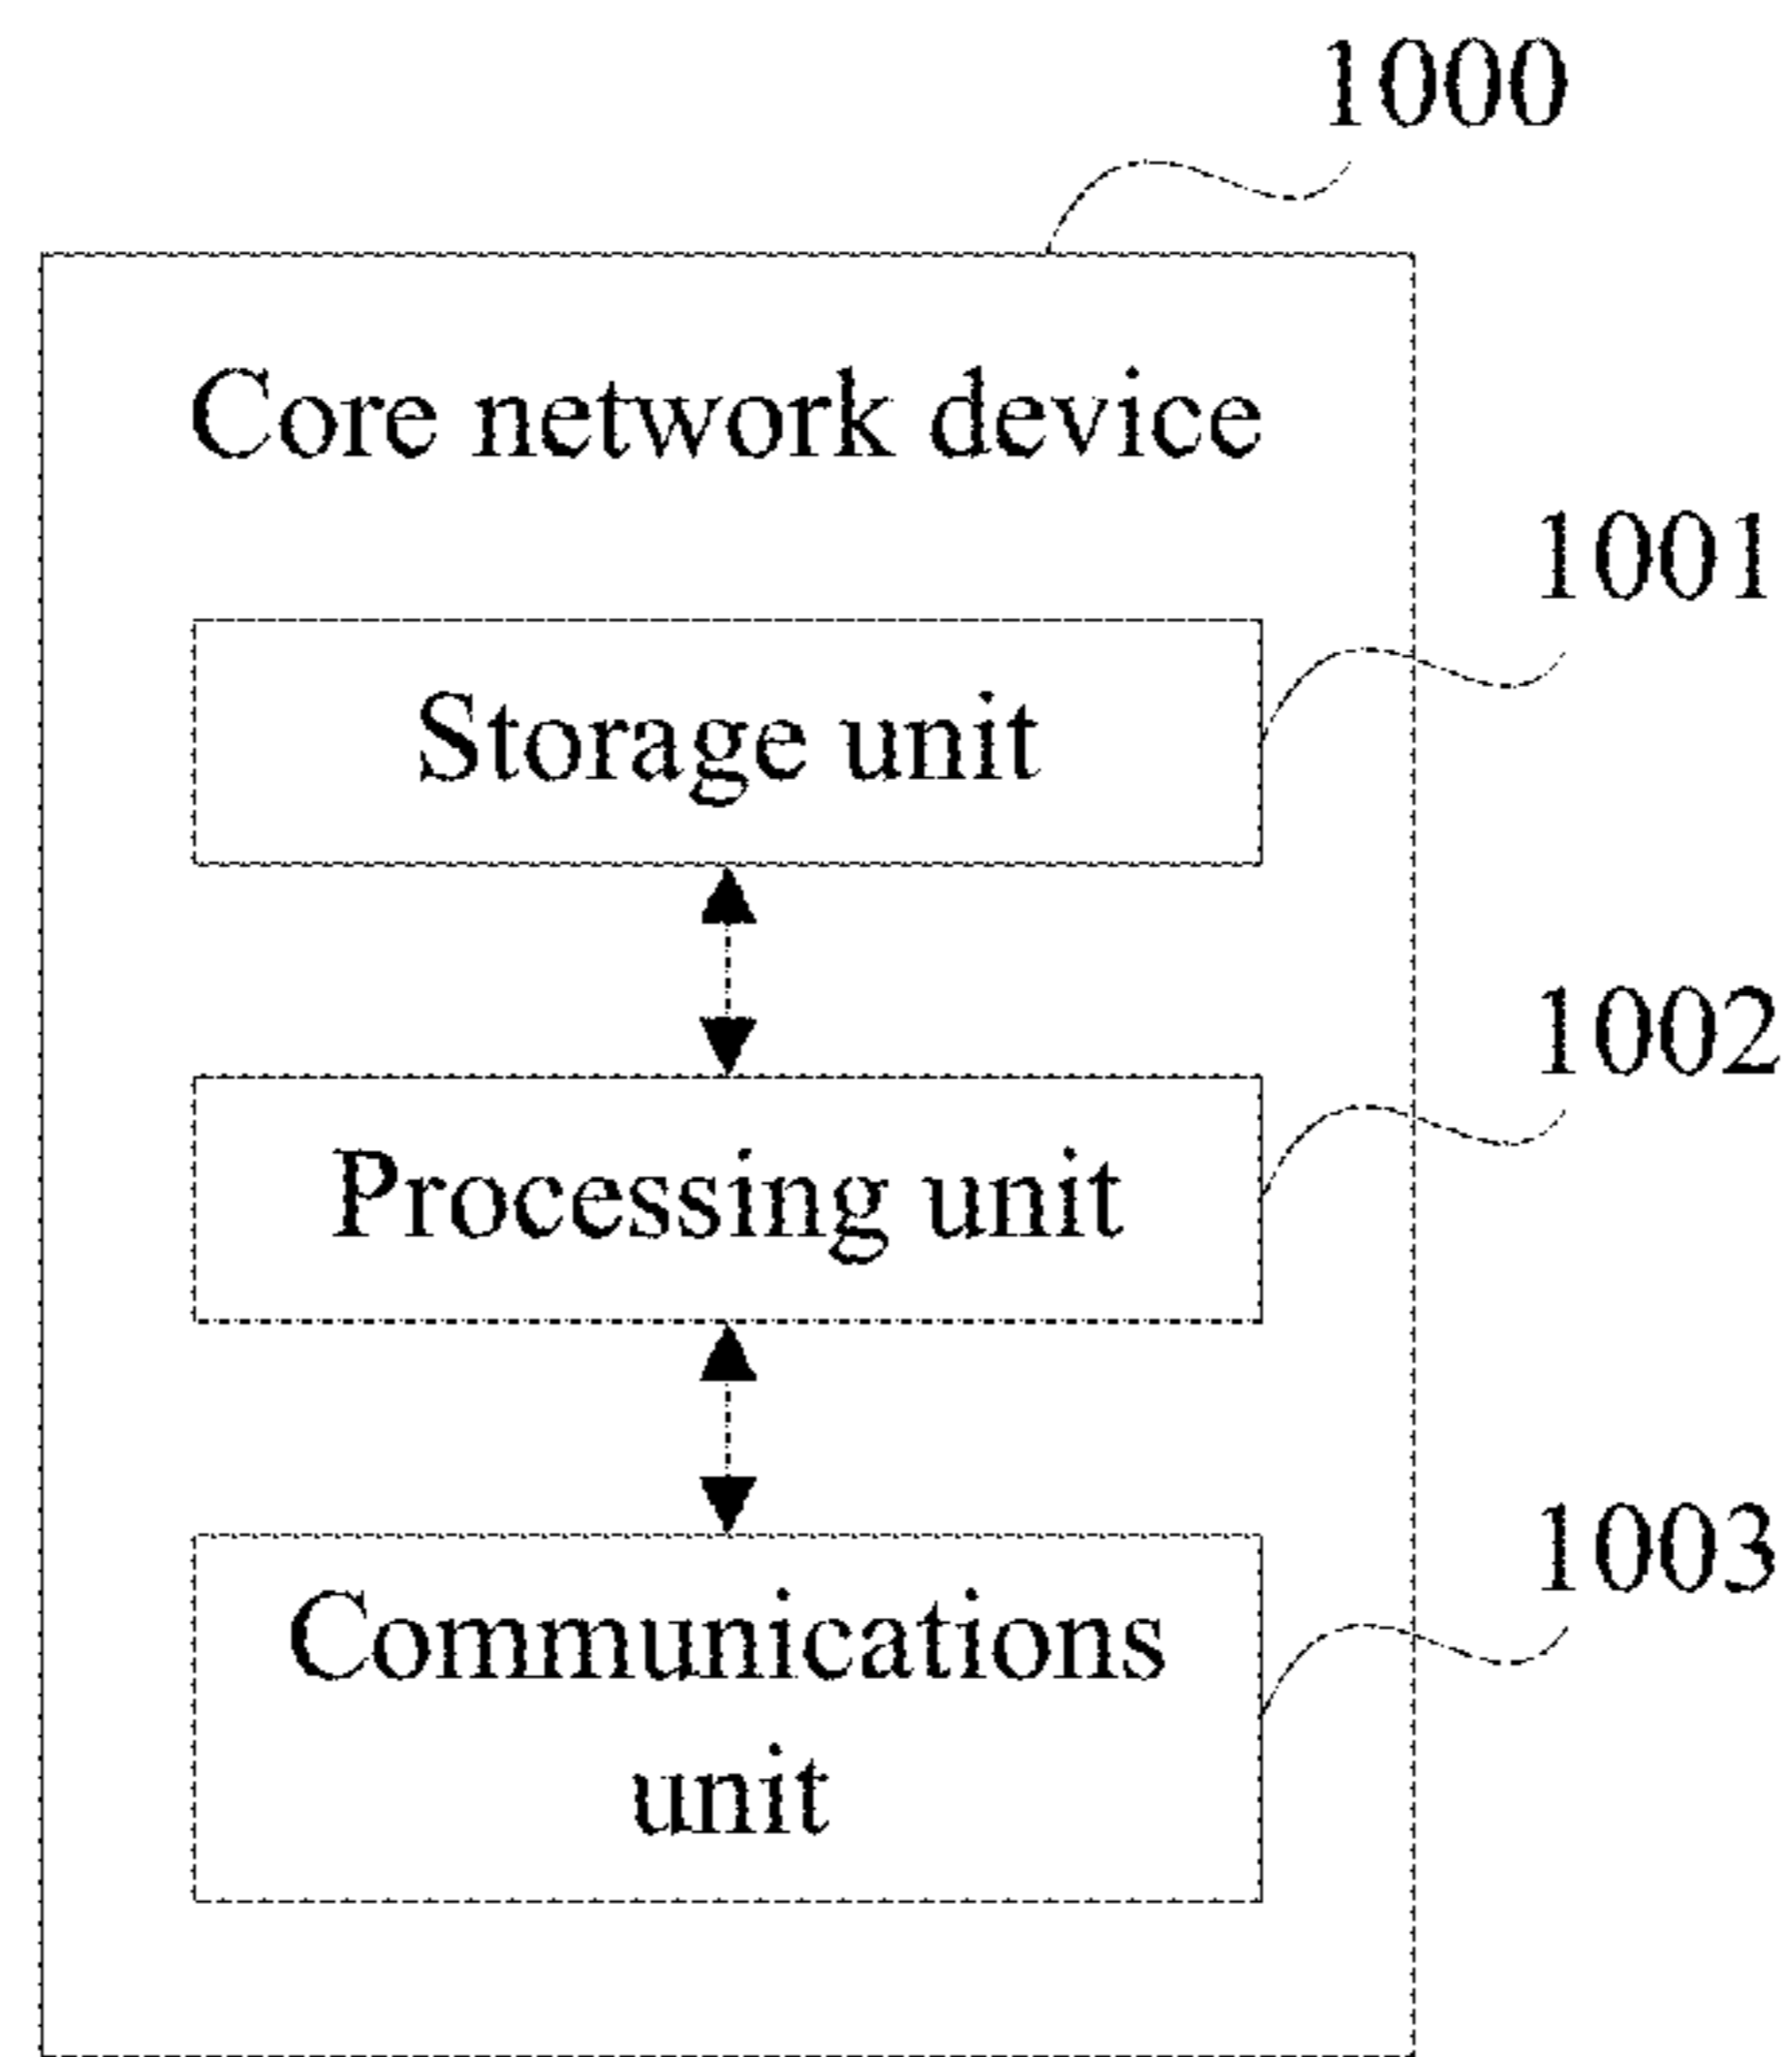 1000
Core network device
1001
Storage unit
1002
Processing unit
1003
Communications
unit